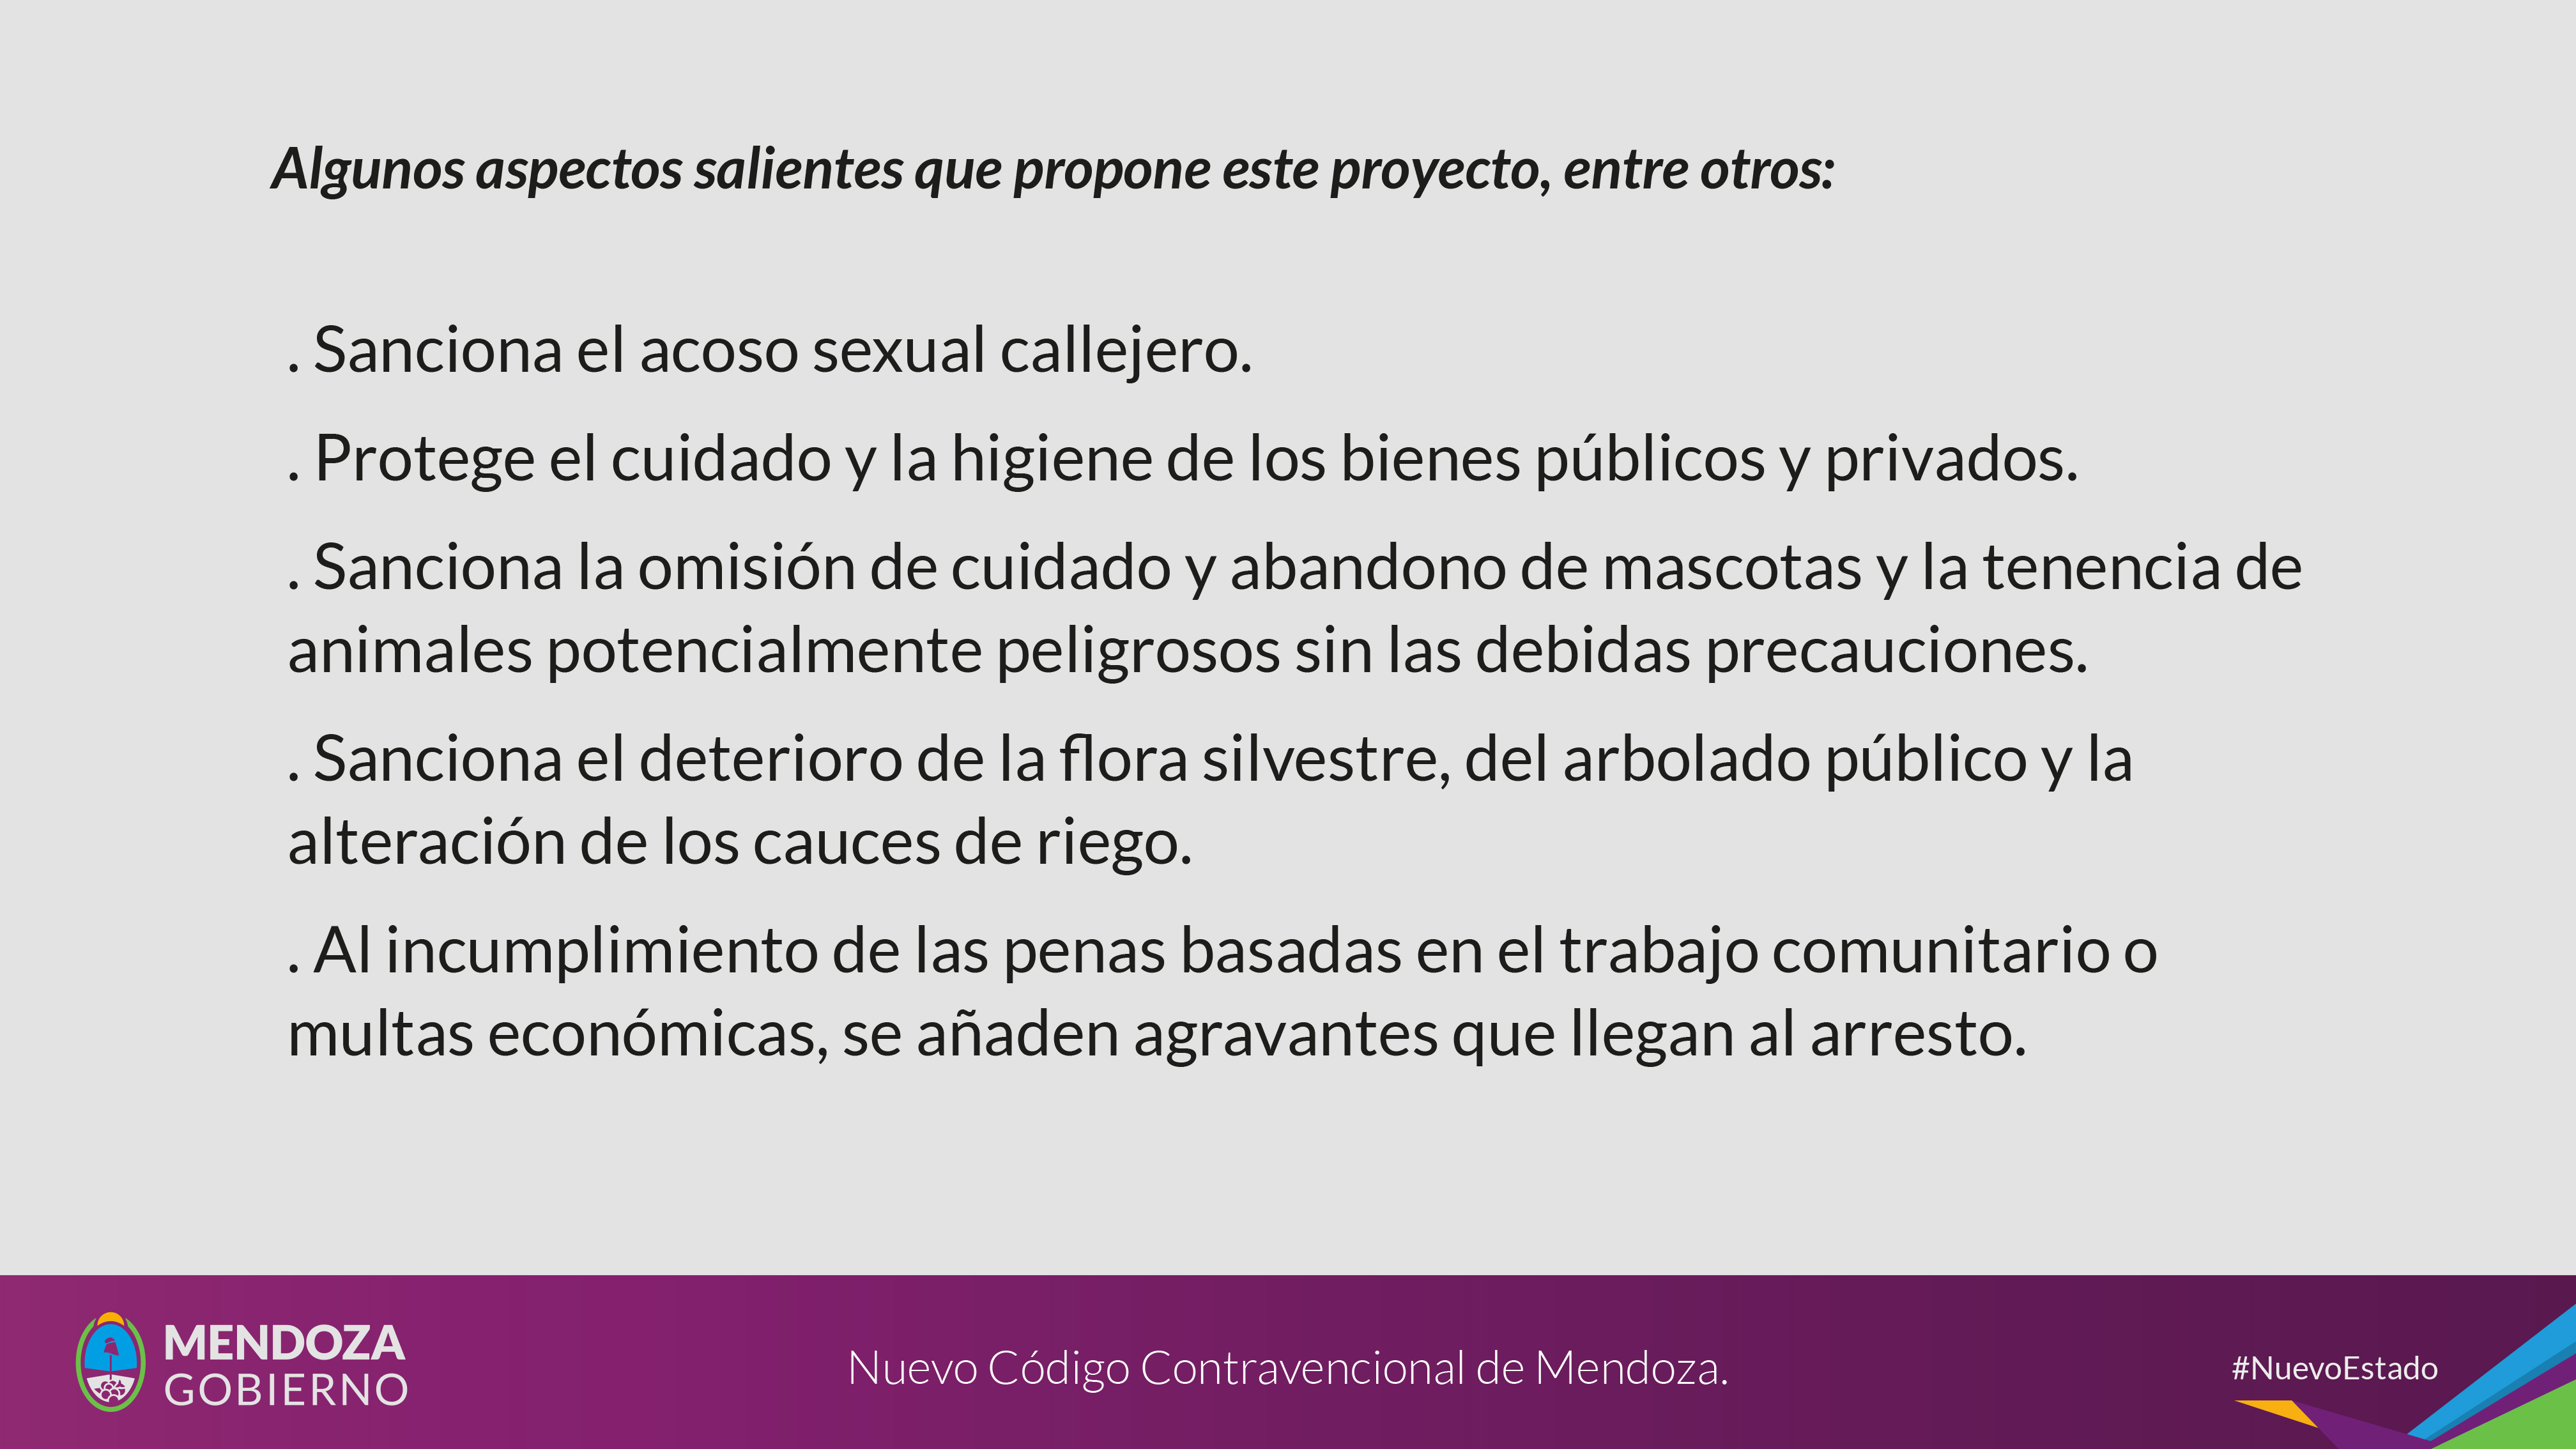 Algunos aspectos salientes que propone este proyecto, entre otros:
. Sanciona el acoso sexual callejero.
. Protege el cuidado y la higiene de los bienes públicos y privados.
. Sanciona la omisión de cuidado y abandono de mascotas y la tenencia de
animales potencialmente peligrosos sin las debidas precauciones.
. Sanciona el deterioro de la flora silvestre, del arbolado público y la
alteración de los cauces de riego.
. Al incumplimiento de las penas basadas en el trabajo comunitario o
multas económicas, se añaden agravantes que llegan al arresto.
MENDOZA
GOBIERNO
Nuevo Código Contravencional de Mendoza.
#NuevoEstado